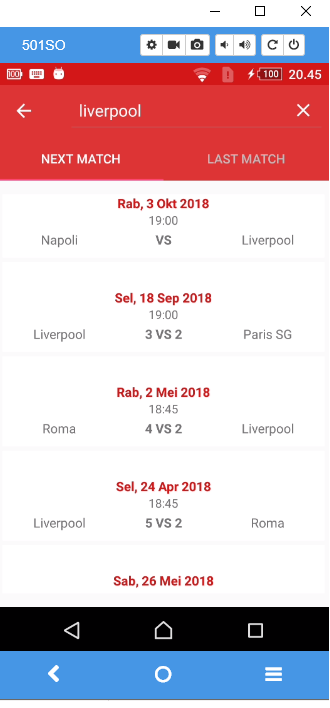 501SO
100 100 20.45
liverpool
NEXT MATCH LAST MATCH
Rab, 3 Okt 2018
19:00
Napoli VS Liverpool
Sel, 18 Sep 2018
19:00
Liverpool 3 VS 2 Paris SG
Rab, 2 Mei 2018
18:45
Roma 4 VS 2 Liverpool
Sel, 24 Apr 2018
18:45
Liverpool 5 VS 2 Roma
Sab, 26 Mei 2018